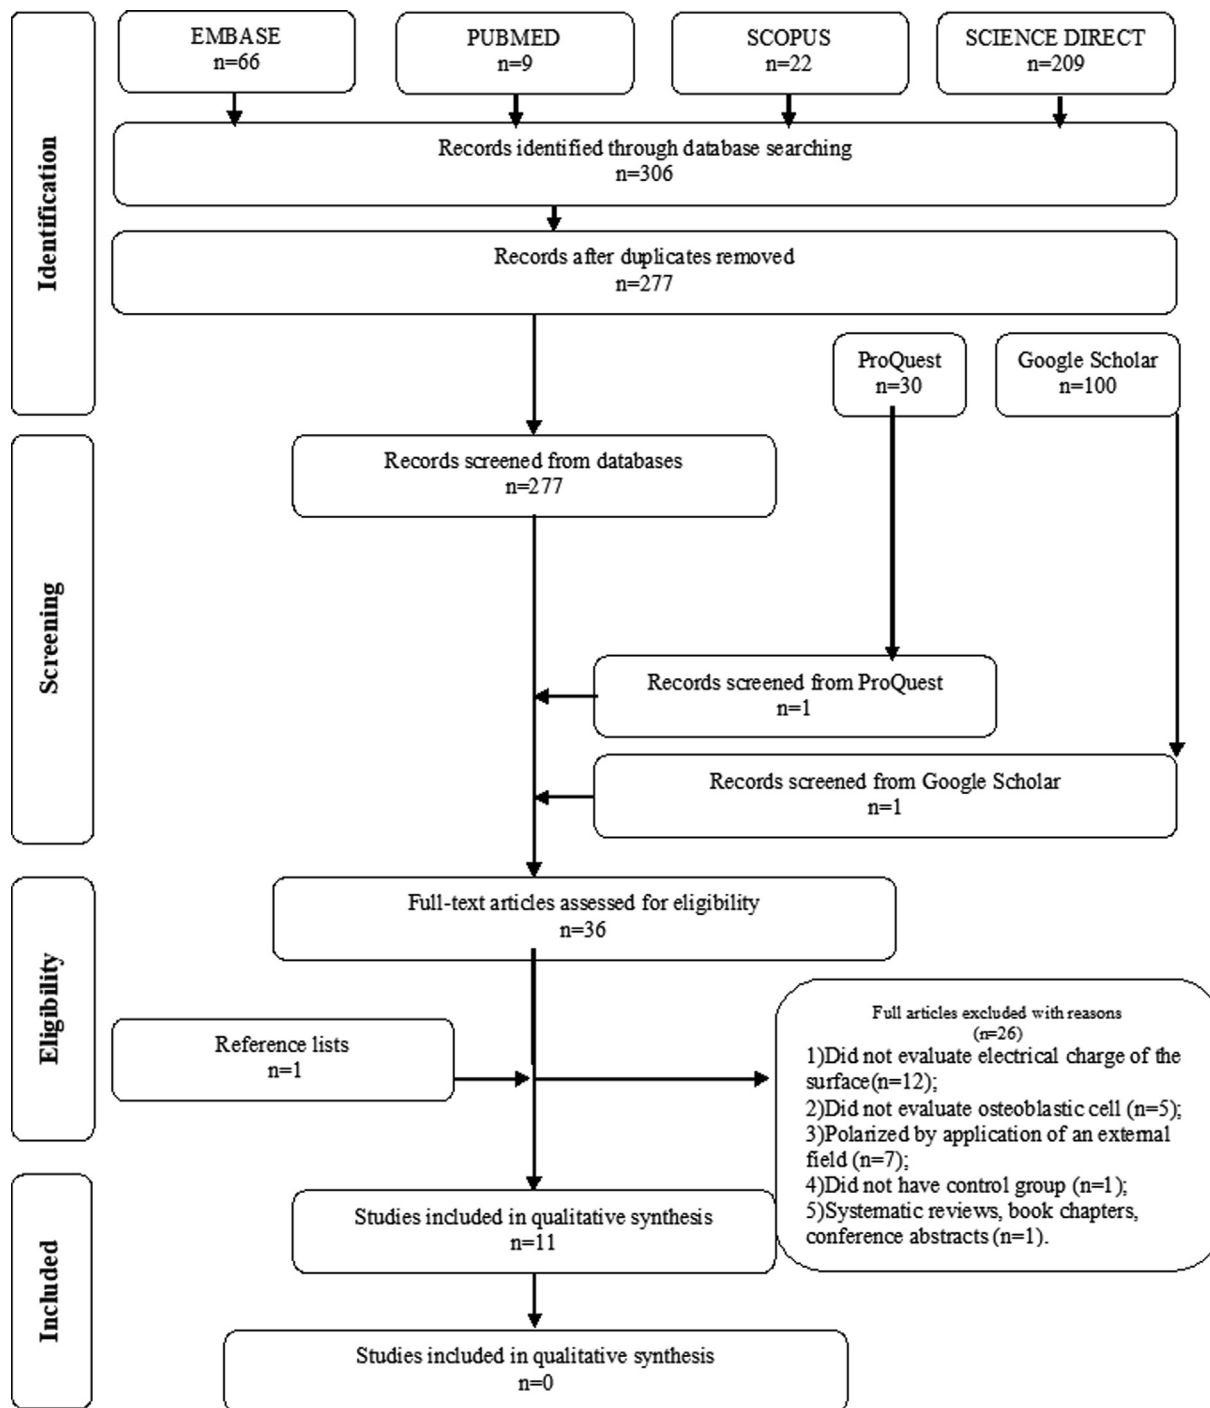 EMBASE
n=66
PUBMED
n=9
SCOPUS
n=22
SCIENCE DIRECT
n=209
Identification
Records identified through database searching
n=306
Records after duplicates removed
n=277
ProQuest
n=30
Google Scholar
n=100
Screening
Records screened from databases
n=277
Records screened from ProQuest
n=1
Records screened from Google Scholar
n=1
Eligibility
Full-text articles assessed for eligibility
n=36
Reference lists
n=1
Full articles excluded with reasons
(n=26)
1)Did not evaluate electrical charge of the
surface(n=12);
2)Did not evaluate osteoblastic cell (n=5);
3)Polarized by application of an external
field (n=7);
4)Did not have control group (n=1);
5)Systematic reviews, book chapters,
conference abstracts (n=1).
Included
Studies included in qualitative synthesis
n=11
Studies included in qualitative synthesis
n=0